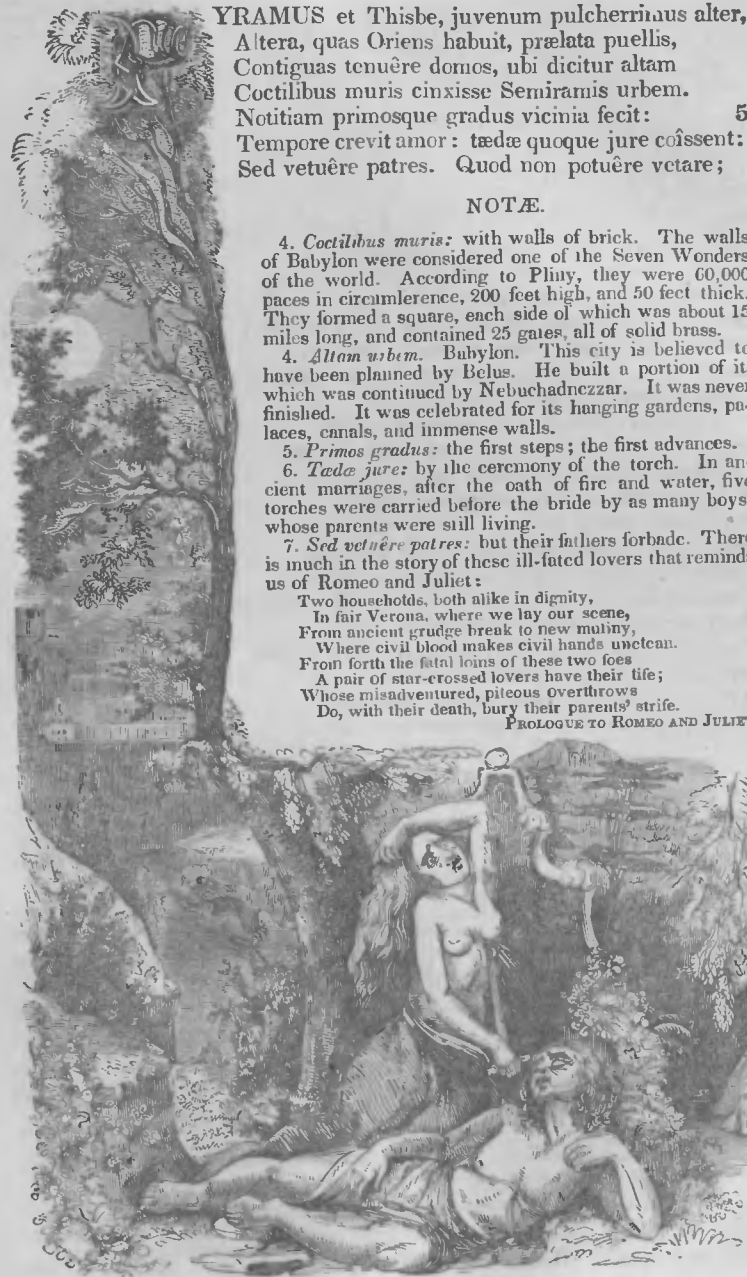 PYRAMUS et Thisbe, juvenum pulcherrimus alter,
Altera, quas Oriens habuit, prælata puellis,
Contiguas tenuêre domos, ubi dicitur altam
Coctilibus muris cinxisse Semiramis urbem.
Notitiam primosque gradus vicinia fecit: 5
Tempore crevit amor: tædæ quoque jure coîssent:
Sed vetuêre patres. Quod non potuêre vetare;
NOTÆ.
4. Coctilibus muris: with walls of brick. The walls
of Babylon were considered one of the Seven Wonders
of the world. According to Pliny, they were 60,000
paces in circumference, 200 feet high, and 50 feet thick.
They formed a square, each side of which was about 15
miles long, and contained 25 gates, all of solid brass.
4. Altam urbem. Babylon. This city is believed to
have been planned by Belus. He built a portion of it
which was continued by Nebuchadnezzar. It was never
finished. It was celebrated for its hanging gardens, pa-
laces, canals, and immense walls.
5. Primos gradus: the first steps; the first advances.
6. Tædæ jure: by the ceremony of the torch. In an-
cient marriages, after the oath of fire and water, five
torches were carried before the bride by as many boys
whose parents were still living.
7. Sed vetuêre patres: but their fathers forbade. There
is much in the story of these ill-fated lovers that reminds
us of Romeo and Juliet:
Two households, both alike in dignity,
In fair Verona, where we lay our scene,
From ancient grudge break to new mutiny,
Where civil blood makes civil hands unclean.
From forth the fatal loins of these two foes
A pair of star-crossed lovers have their life;
Whose misadventured, piteous overthrows
Do, with their death, bury their parents' strife.
PROLOGUE TO ROMEO AND JULIET